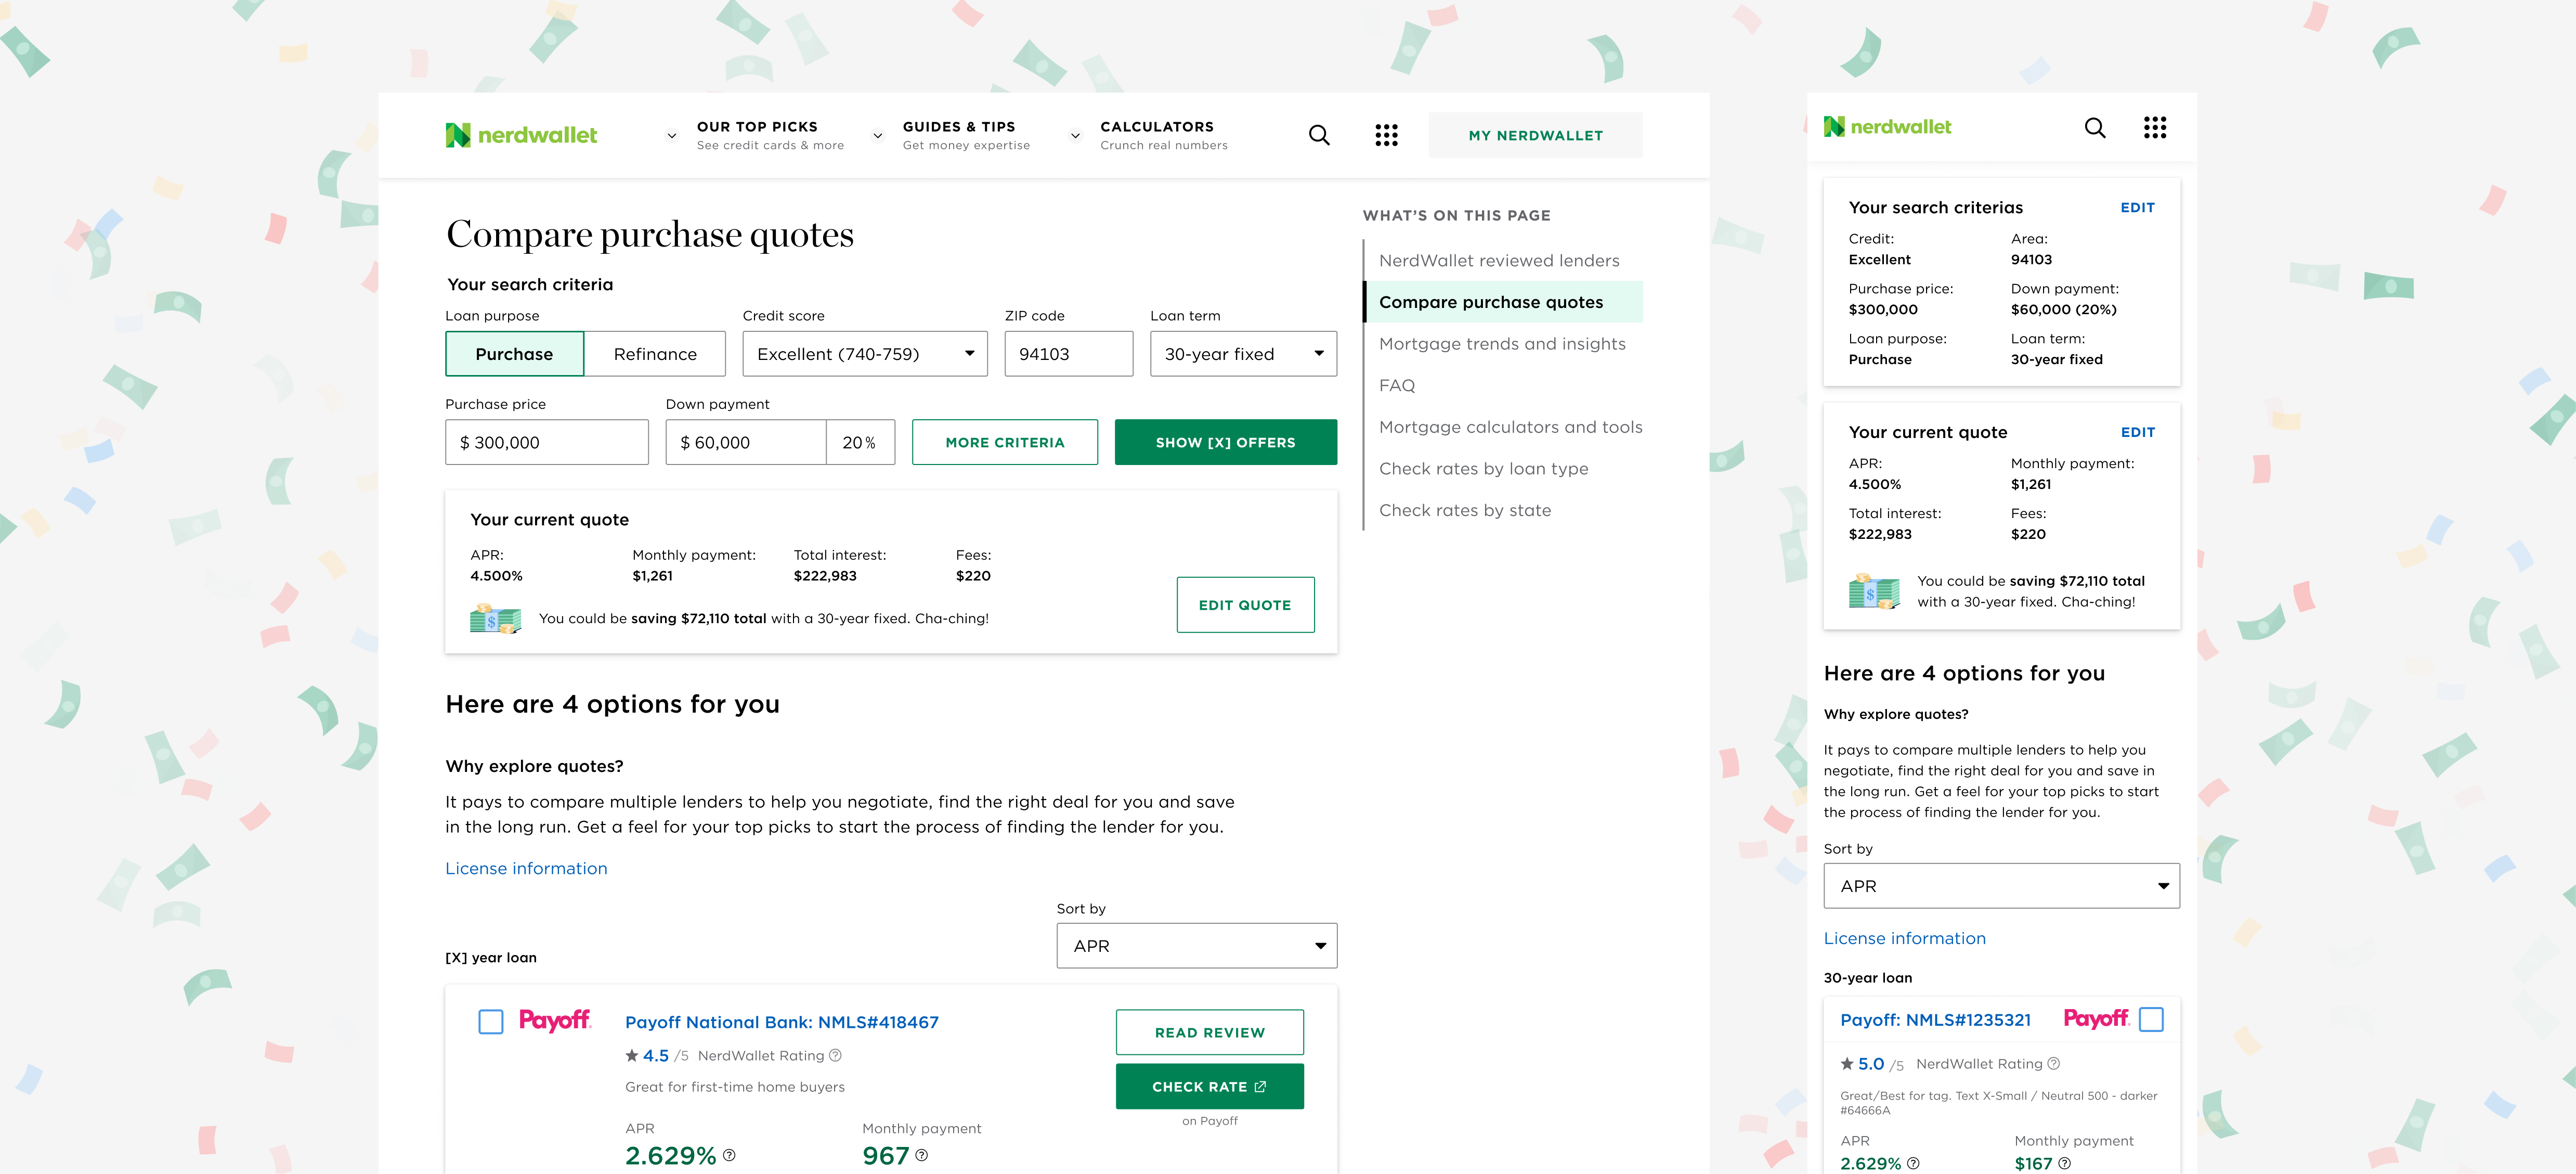 nerdwallet
OUR TOP PICKS
See credit cards & more
GUIDES & TIPS
Get money expertise
CALCULATORS
Crunch real numbers
MY NERDWALLET
Compare purchase quotes
Your search criteria
Loan purpose
Purchase
Refinance
Credit score
Excellent (740-759)
ZIP code
94103
Loan term
30-year fixed
Purchase price
$ 300,000
Down payment
$ 60,000
20 %
MORE CRITERIA
SHOW [X] OFFERS
Your current quote
APR:
4.500%
Monthly payment:
$1,261
Total interest:
$222,983
Fees:
$220
You could be saving $72,110 total with a 30-year fixed. Cha-ching!
EDIT QUOTE
Here are 4 options for you
Why explore quotes?
It pays to compare multiple lenders to help you negotiate, find the right deal for you and save
in the long run. Get a feel for your top picks to start the process of finding the lender for you.
License information
Sort by
APR
[X] year loan
Payoff
Payoff National Bank: NMLS#418467
4.5 /5 NerdWallet Rating
Great for first-time home buyers
APR
2.629%
Monthly payment
967
READ REVIEW
CHECK RATE
on Payoff
WHAT'S ON THIS PAGE
NerdWallet reviewed lenders
Compare purchase quotes
Mortgage trends and insights
FAQ
Mortgage calculators and tools
Check rates by loan type
Check rates by state
nerdwallet
Your search criterias
EDIT
Credit:
Excellent
Area:
94103
Purchase price:
$300,000
Down payment:
$60,000 (20%)
Loan purpose:
Purchase
Loan term:
30-year fixed
Your current quote
EDIT
APR:
4.500%
Monthly payment:
$1,261
Total interest:
$222,983
Fees:
$220
You could be saving $72,110 total
with a 30-year fixed. Cha-ching!
Here are 4 options for you
Why explore quotes?
It pays to compare multiple lenders to help you
negotiate, find the right deal for you and save in
the long run. Get a feel for your top picks to start
the process of finding the lender for you.
Sort by
APR
License information
30-year loan
Payoff: NMLS#1235321
Payoff
5.0 /5 NerdWallet Rating
Great/Best for tag. Text X-Small / Neutral 500 - darker
#64666A
APR
2.629%
Monthly payment
$167